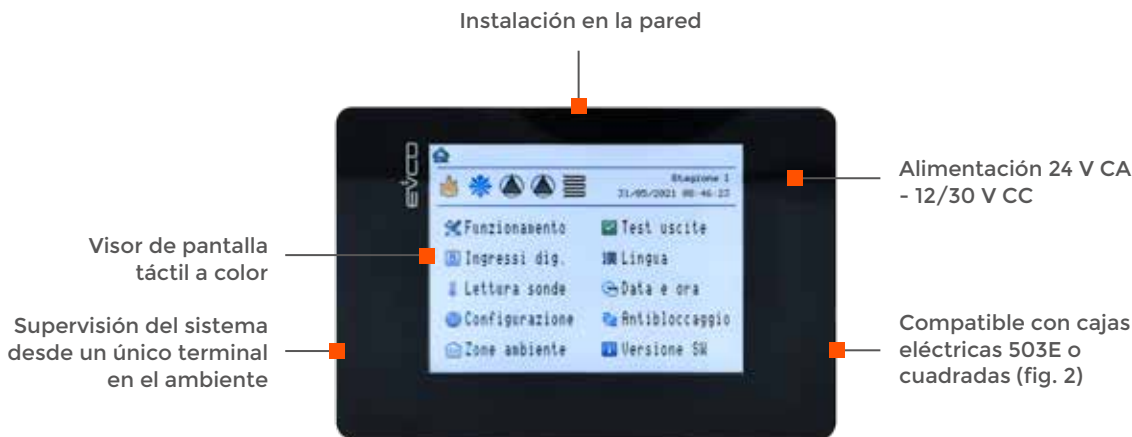 Instalación en la pared
EVCO
Stagione 1
31/05/2021 08:46:23
Alimentación 24 V CA
- 12/30 V CC
Funzionamento
Test uscite
Visor de pantalla
táctil a color
Ingressi dig.
Lingua
Lettura sonde
Data e ora
Supervisión del sistema
desde un único terminal
en el ambiente
Configurazione
Antibloccaggio
Compatible con cajas
eléctricas 503E o
cuadradas (fig. 2)
Zone ambiente
Versione SW